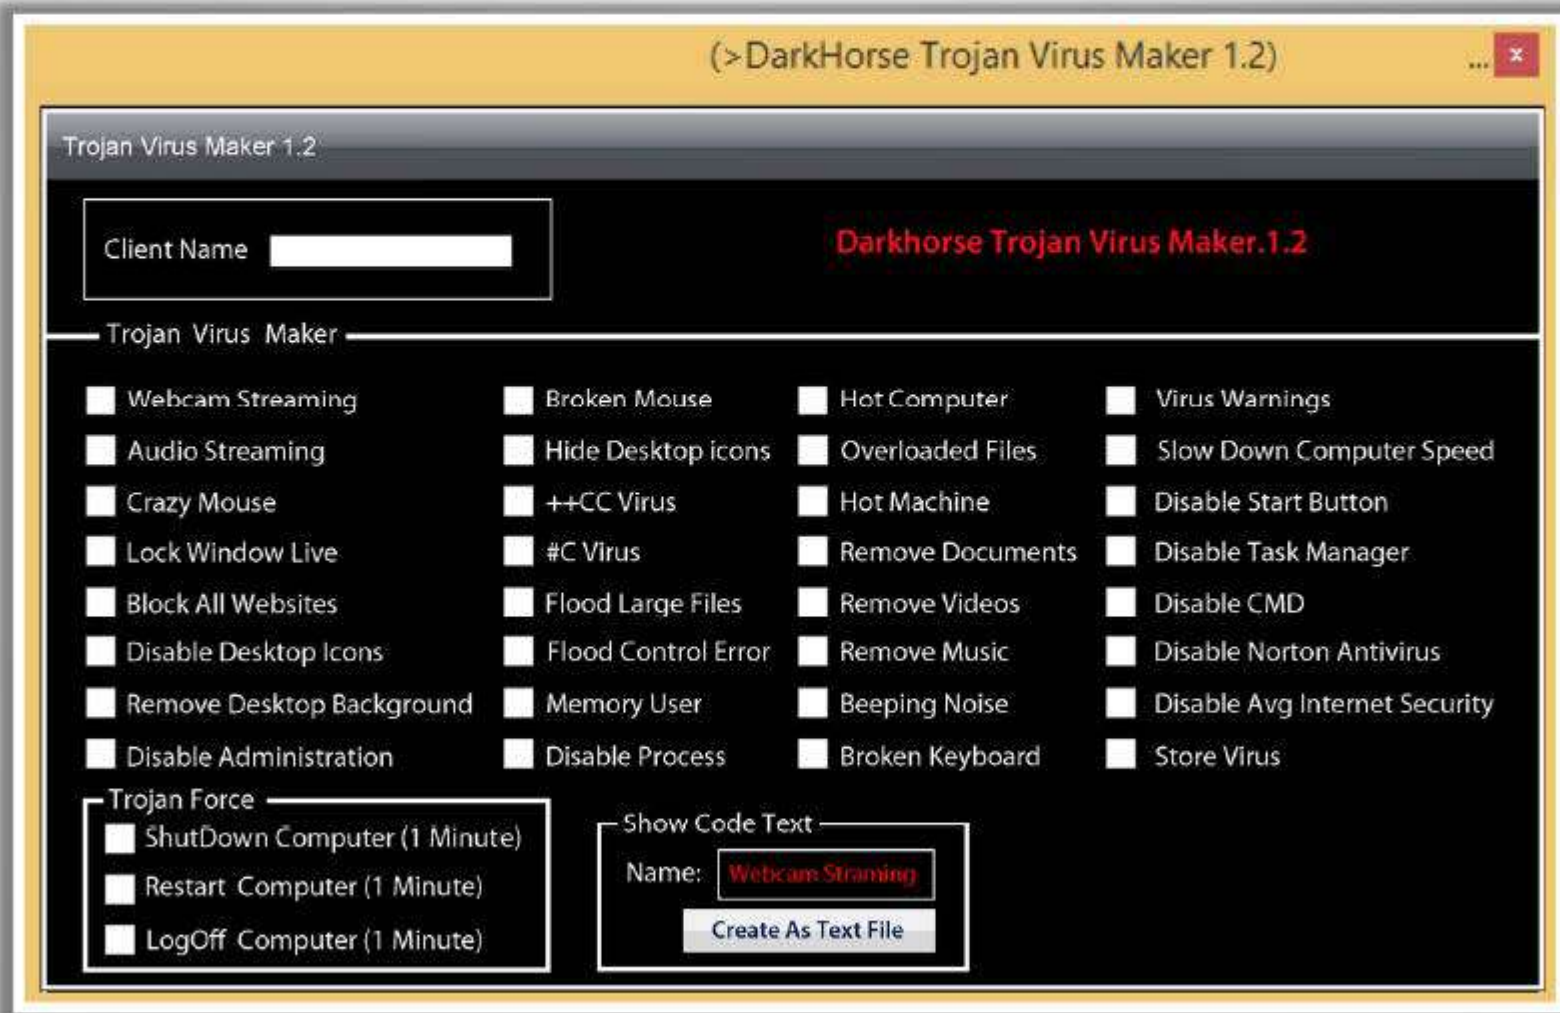 (>DarkHorse Trojan Virus Maker 1.2)
...
x
Trojan Virus Maker 1.2
Client Name
Darkhorse Trojan Virus Maker.1.2
Trojan Virus Maker
Webcam Streaming
Audio Streaming
Crazy Mouse
Lock Window Live
Block All Websites
Disable Desktop Icons
Remove Desktop Background
Disable Administration
Broken Mouse
Hide Desktop icons
++CC Virus
#C Virus
Flood Large Files
Flood Control Error
Memory User
Disable Process
Hot Computer
Overloaded Files
Hot Machine
Remove Documents
Remove Videos
Remove Music
Beeping Noise
Broken Keyboard
Virus Warnings
Slow Down Computer Speed
Disable Start Button
Disable Task Manager
Disable CMD
Disable Norton Antivirus
Disable Avg Internet Security
Store Virus
Trojan Force
ShutDown Computer (1 Minute)
Restart Computer (1 Minute)
LogOff Computer (1 Minute)
Show Code Text
Name: Webcam Straming
Create As Text File